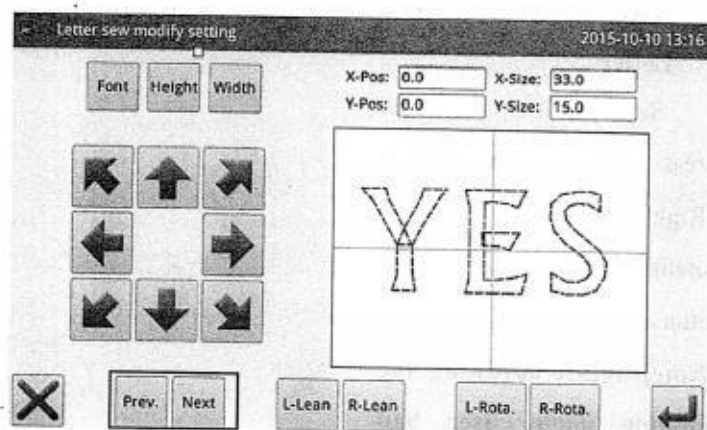 Letter sew modify setting
2015-10-10 13:16
Font Height Width
X-Pos: 0.0 X-Size: 33.0
Y-Pos: 0.0 Y-Size: 15.0
YES
Prev. Next L-Lean R-Lean L-Rota. R-Rota.